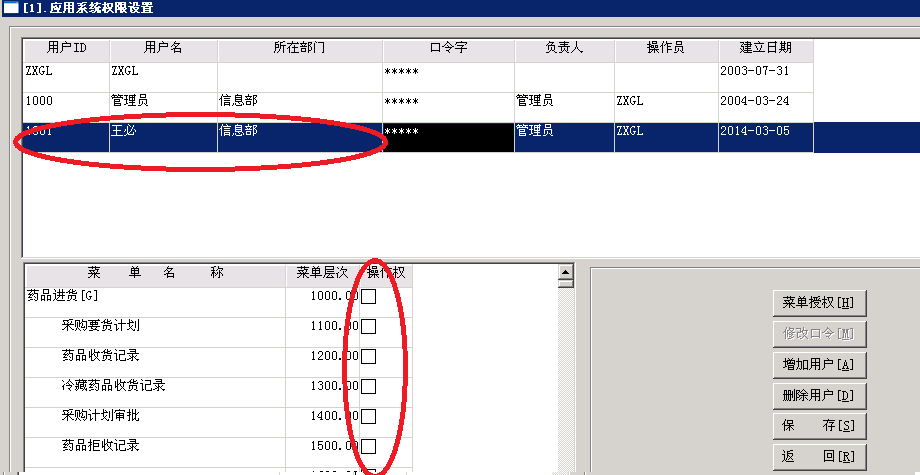 [1].应用系统权限设置
用户ID 用户名 所在部门 口令字 负责人 操作员 建立日期
ZXGL ZXGL ***** 2003-07-31
1000 管理员 信息部 ***** 管理员 ZXGL 2004-03-24
1001 王必 信息部 ***** 管理员 ZXGL 2014-03-05
菜 单 名 称 菜单层次 操作权
药品进货[G] 1000.00
采购要货计划 1100.00
药品收货记录 1200.00
冷藏药品收货记录 1300.00
采购计划审批 1400.00
药品拒收记录 1500.00
菜单授权[H]
修改口令[M]
增加用户[A]
删除用户[D]
保 存[S]
返 回[R]